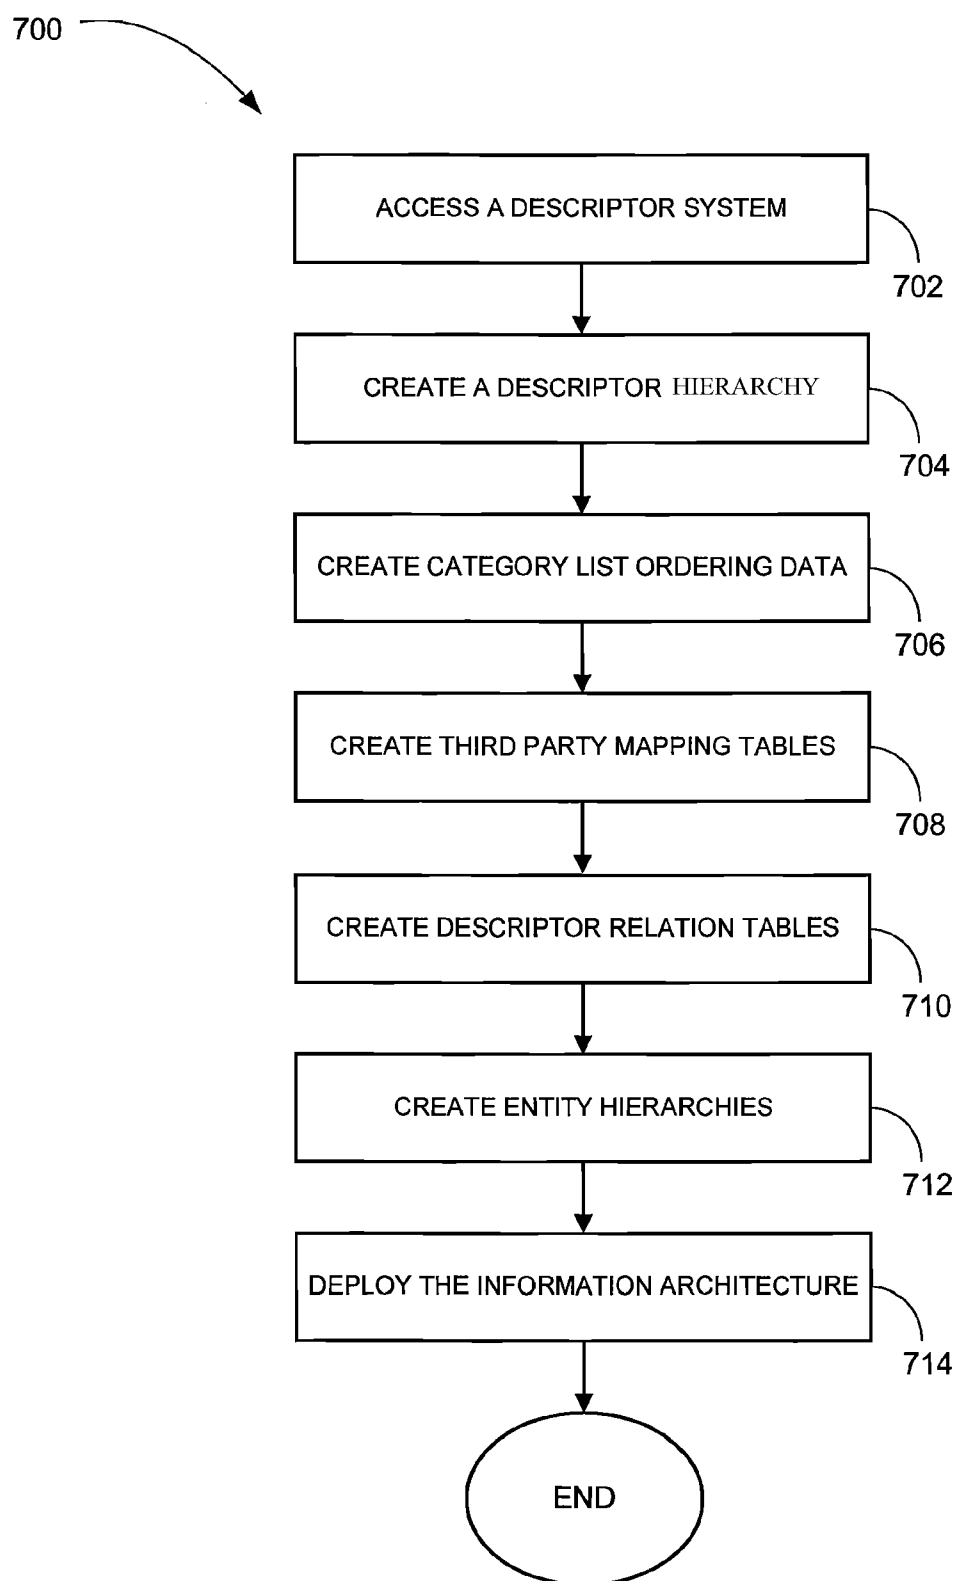 700
ACCESS A DESCRIPTOR SYSTEM
702
CREATE A DESCRIPTOR HIERARCHY
704
CREATE CATEGORY LIST ORDERING DATA
706
CREATE THIRD PARTY MAPPING TABLES
708
CREATE DESCRIPTOR RELATION TABLES
710
CREATE ENTITY HIERARCHIES
712
DEPLOY THE INFORMATION ARCHITECTURE
714
END